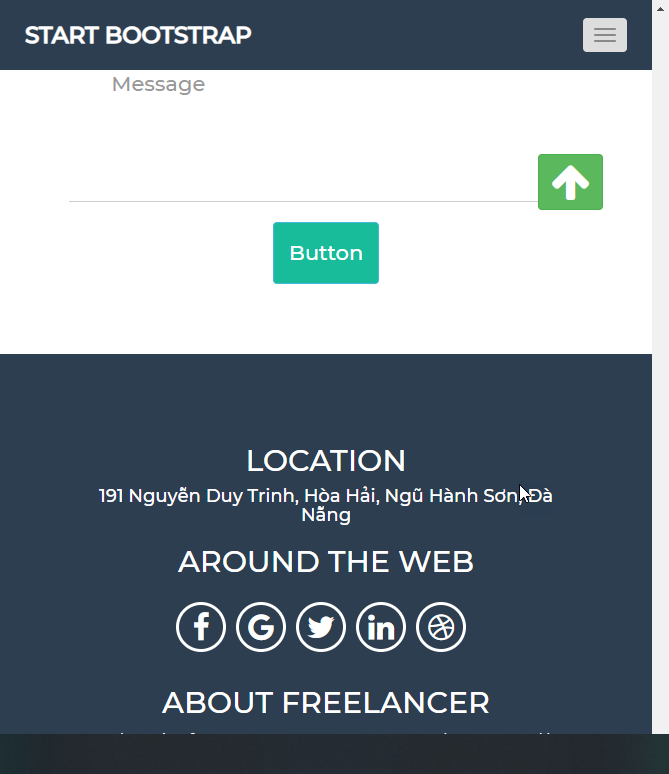 START BOOTSTRAP
Message
Button
LOCATION
191 Nguyễn Duy Trinh, Hòa Hải, Ngũ Hành Sơn, Đà
Nẵng
AROUND THE WEB
ABOUT FREELANCER